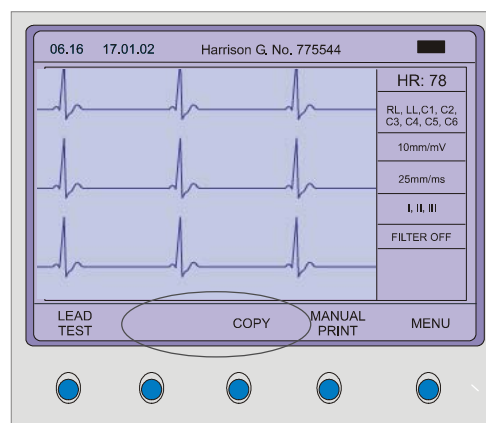 06.16 17.01.02 Harrison G. No. 775544
HR: 78
RL, LL,C1, C2,
C3, C4, C5, C6
10mm/mV
25mm/ms
I, II, III
FILTER OFF
LEAD
TEST
COPY
MANUAL
PRINT
MENU